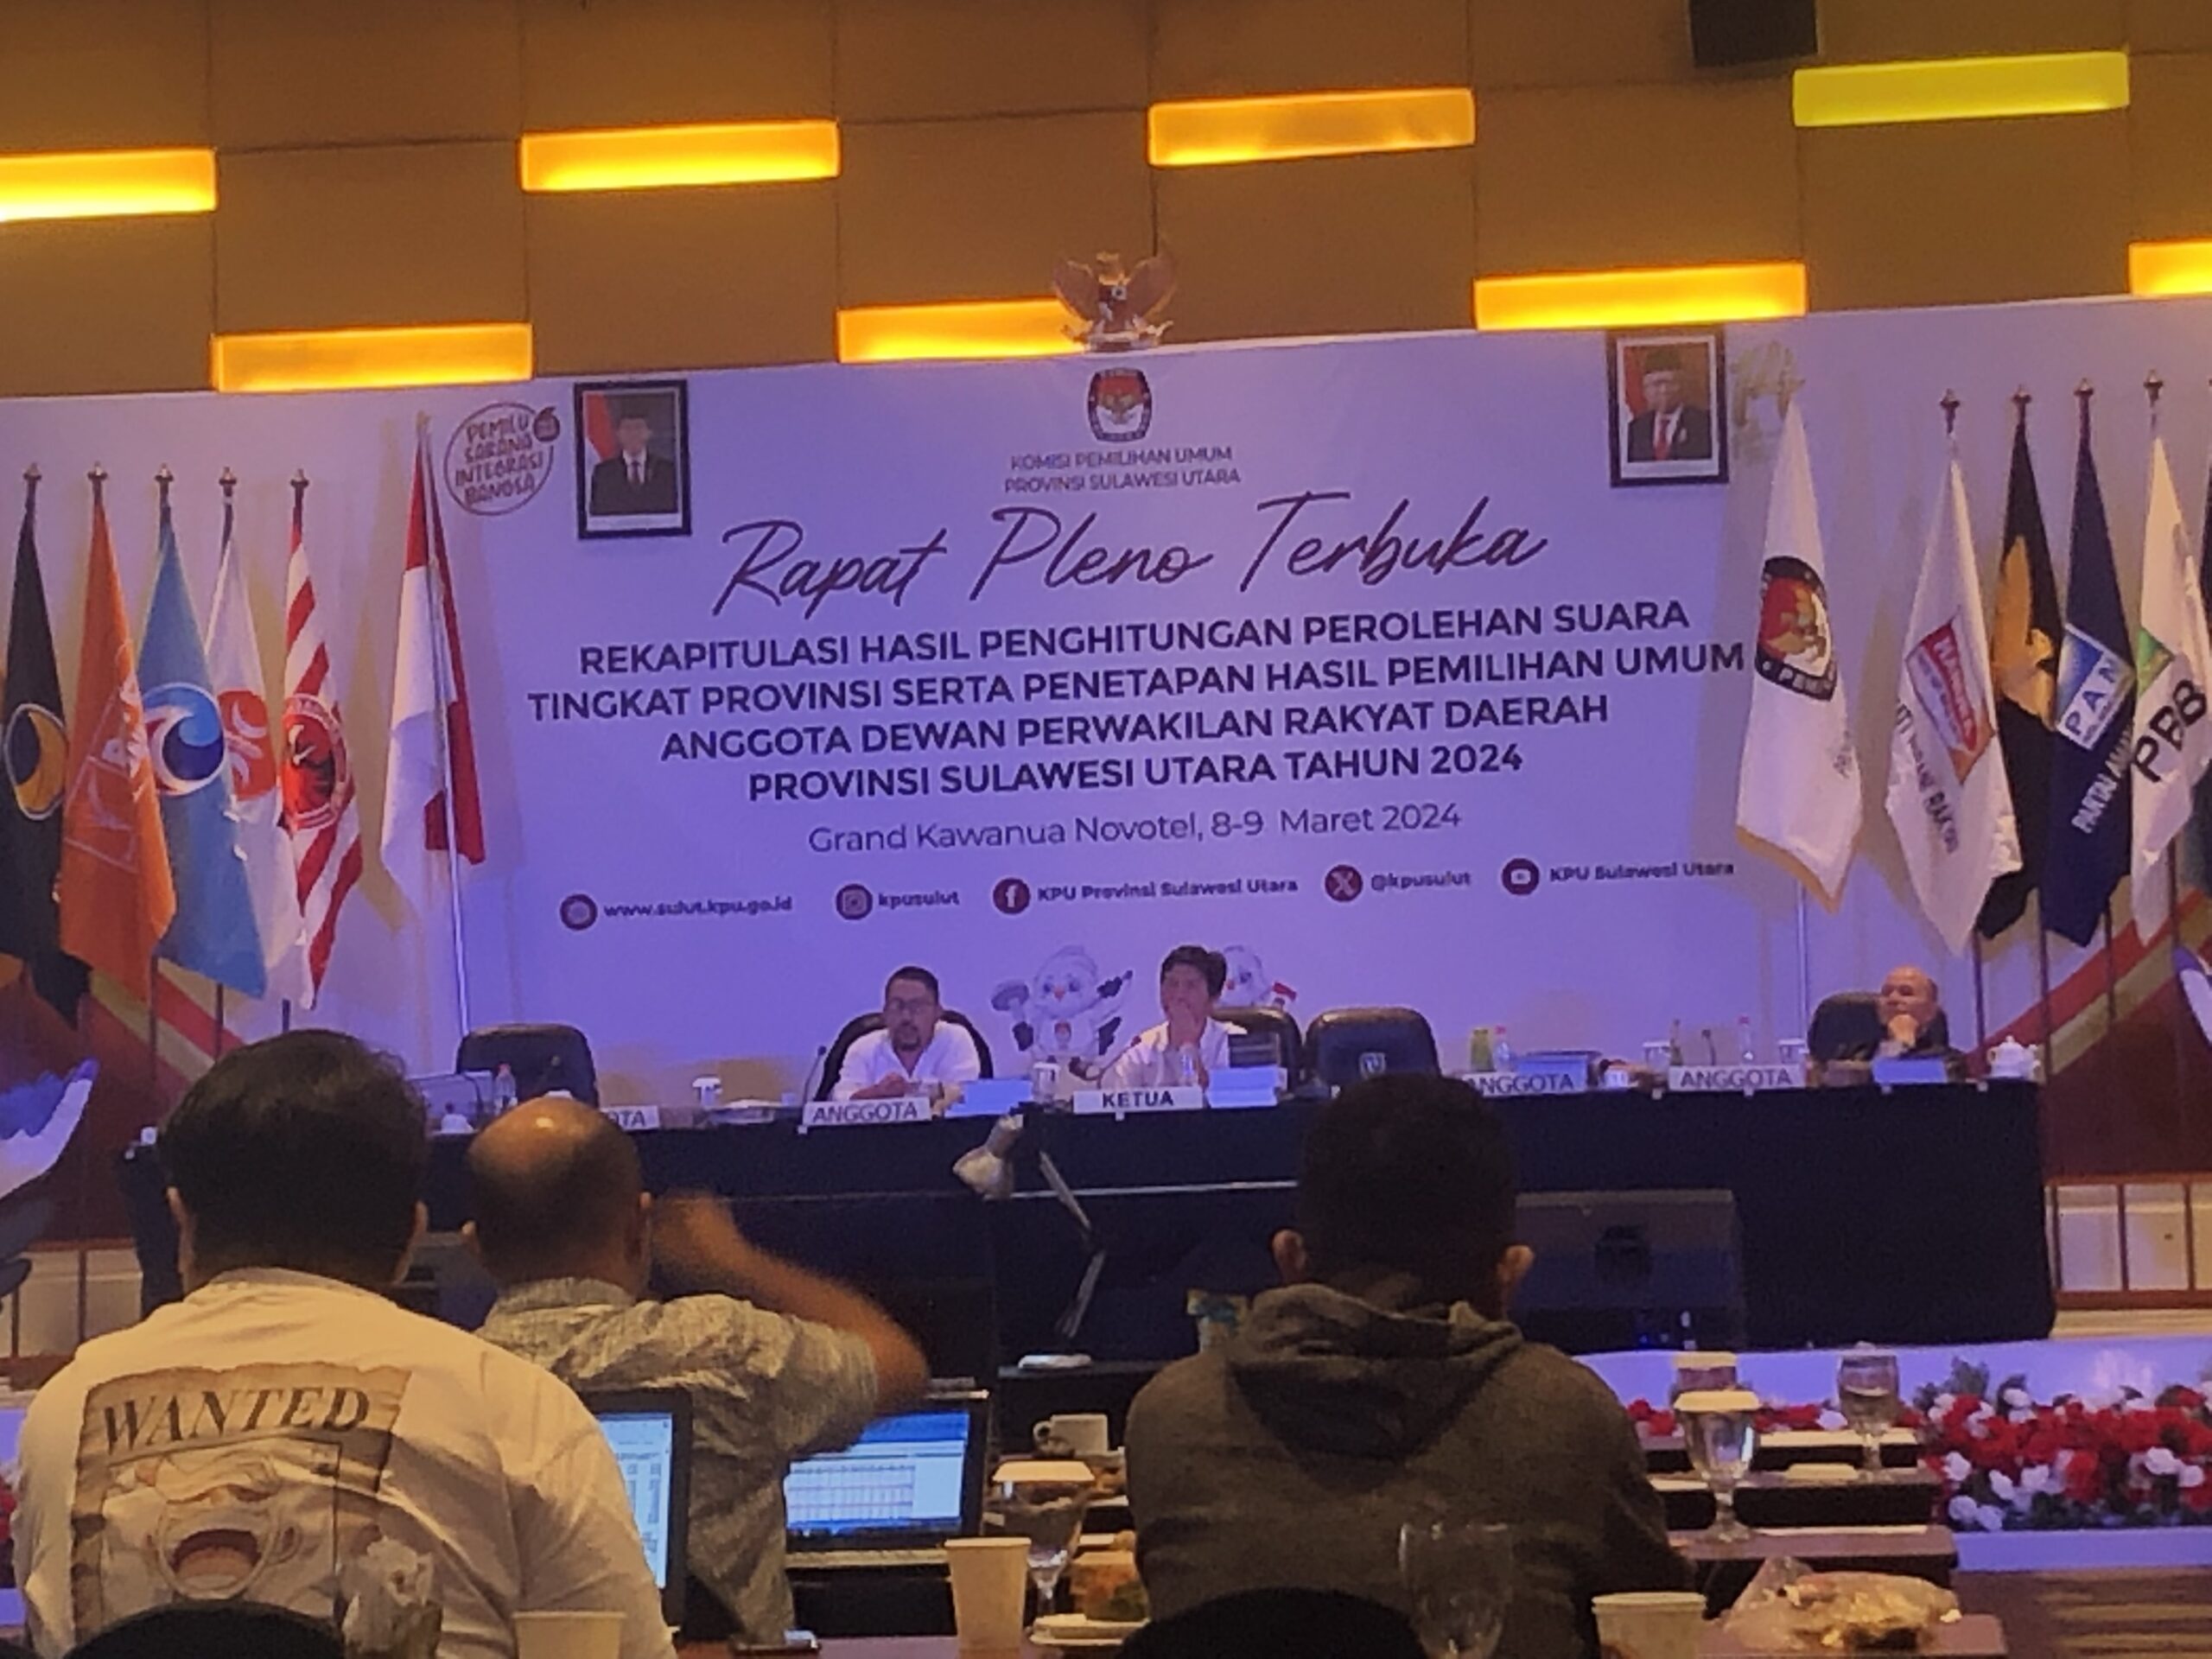 PEMILU
SARANA
INTEGRASI
BANGSA
KOMISI PEMILIHAN UMUM
PROVINSI SULAWESI UTARA
Rapat Pleno Terbuka
REKAPITULASI HASIL PENGHITUNGAN PEROLEHAN SUARA
TINGKAT PROVINSI SERTA PENETAPAN HASIL PEMILIHAN UMUM
ANGGOTA DEWAN PERWAKILAN RAKYAT DAERAH
PROVINSI SULAWESI UTARA TAHUN 2024
Grand Kawanua Novotel, 8-9 Maret 2024
www.sulut.kpu.go.id kpusulut KPU Provinsi Sulawesi Utara @kpusulut KPU Sulawesi Utara
PAN
PBB
OTA
ANGGOTA
KETUA
ANGGOTA
ANGGOTA
WANTED